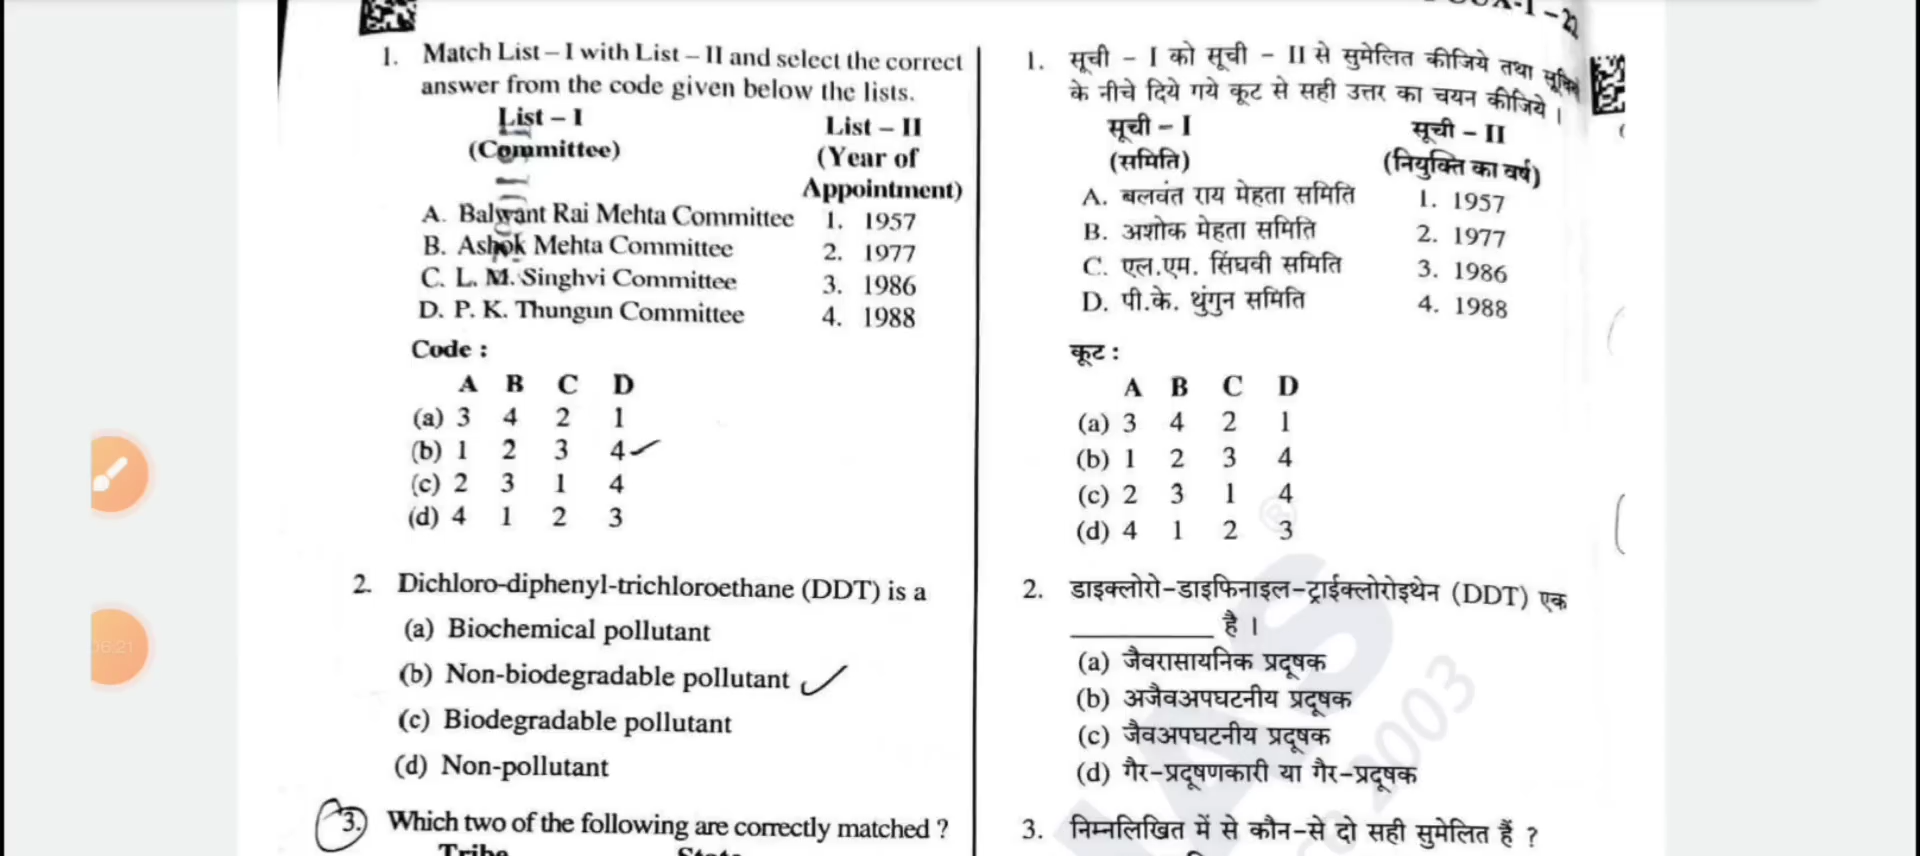 UX-I-22
1. Match List – I with List – II and select the correct
answer from the code given below the lists.
List – I
List – II
(Committee)
(Year of
Appointment)
A. Balwant Rai Mehta Committee 1. 1957
B. Ashok Mehta Committee 2. 1977
C. L. M. Singhvi Committee 3. 1986
D. P. K. Thungun Committee 4. 1988
Code :
A B C D
(a) 3 4 2 1
(b) 1 2 3 4
(c) 2 3 1 4
(d) 4 1 2 3
2. Dichloro-diphenyl-trichloroethane (DDT) is a
(a) Biochemical pollutant
(b) Non-biodegradable pollutant
(c) Biodegradable pollutant
(d) Non-pollutant
3. Which two of the following are correctly matched ?
Tribe State
1. सूची – I को सूची – II से सुमेलित कीजिये तथा
के नीचे दिये गये कूट से सही उत्तर का चयन कीजिये ।
सूची – I
सूची – II
(समिति)
(नियुक्ति का वर्ष)
A. बलवंत राय मेहता समिति 1. 1957
B. अशोक मेहता समिति 2. 1977
C. एल.एम. सिंघवी समिति 3. 1986
D. पी.के. थुंगुन समिति 4. 1988
कूट :
A B C D
(a) 3 4 2 1
(b) 1 2 3 4
(c) 2 3 1 4
(d) 4 1 2 3
2. डाइक्लोरो-डाइफिनाइल-ट्राईक्लोरोइथेन (DDT) एक
है ।
(a) जैवरासायनिक प्रदूषक
(b) अजैवअपघटनीय प्रदूषक
(c) जैवअपघटनीय प्रदूषक
(d) गैर-प्रदूषणकारी या गैर-प्रदूषक
3. निम्नलिखित में से कौन-से दो सही सुमेलित हैं ?
IAS
2003
06:21